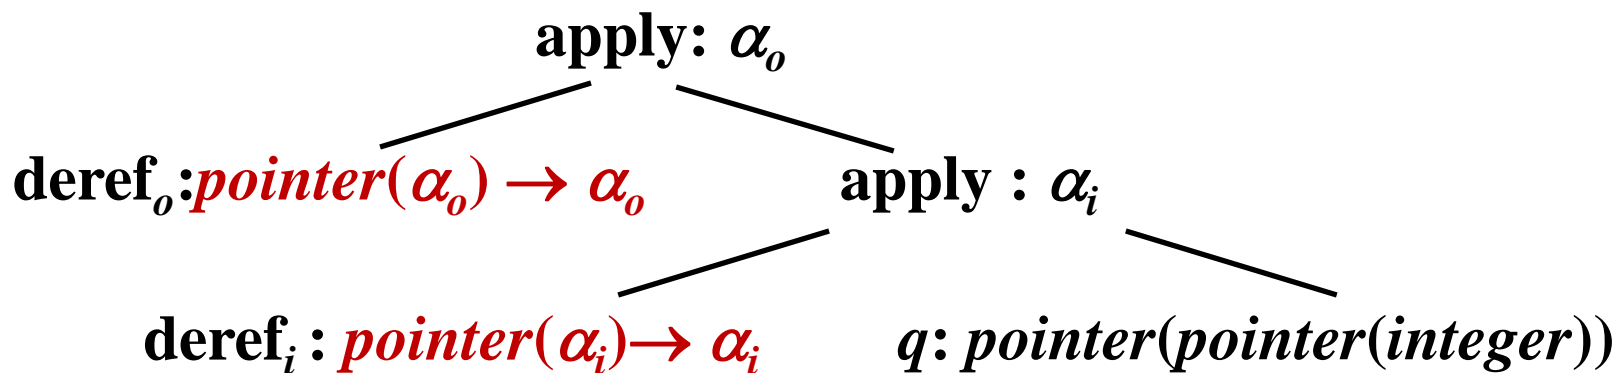 apply: αₒ
derefₒ:pointer(αₒ) → αₒ apply : αᵢ
derefᵢ : pointer(αᵢ)→ αᵢ q: pointer(pointer(integer))